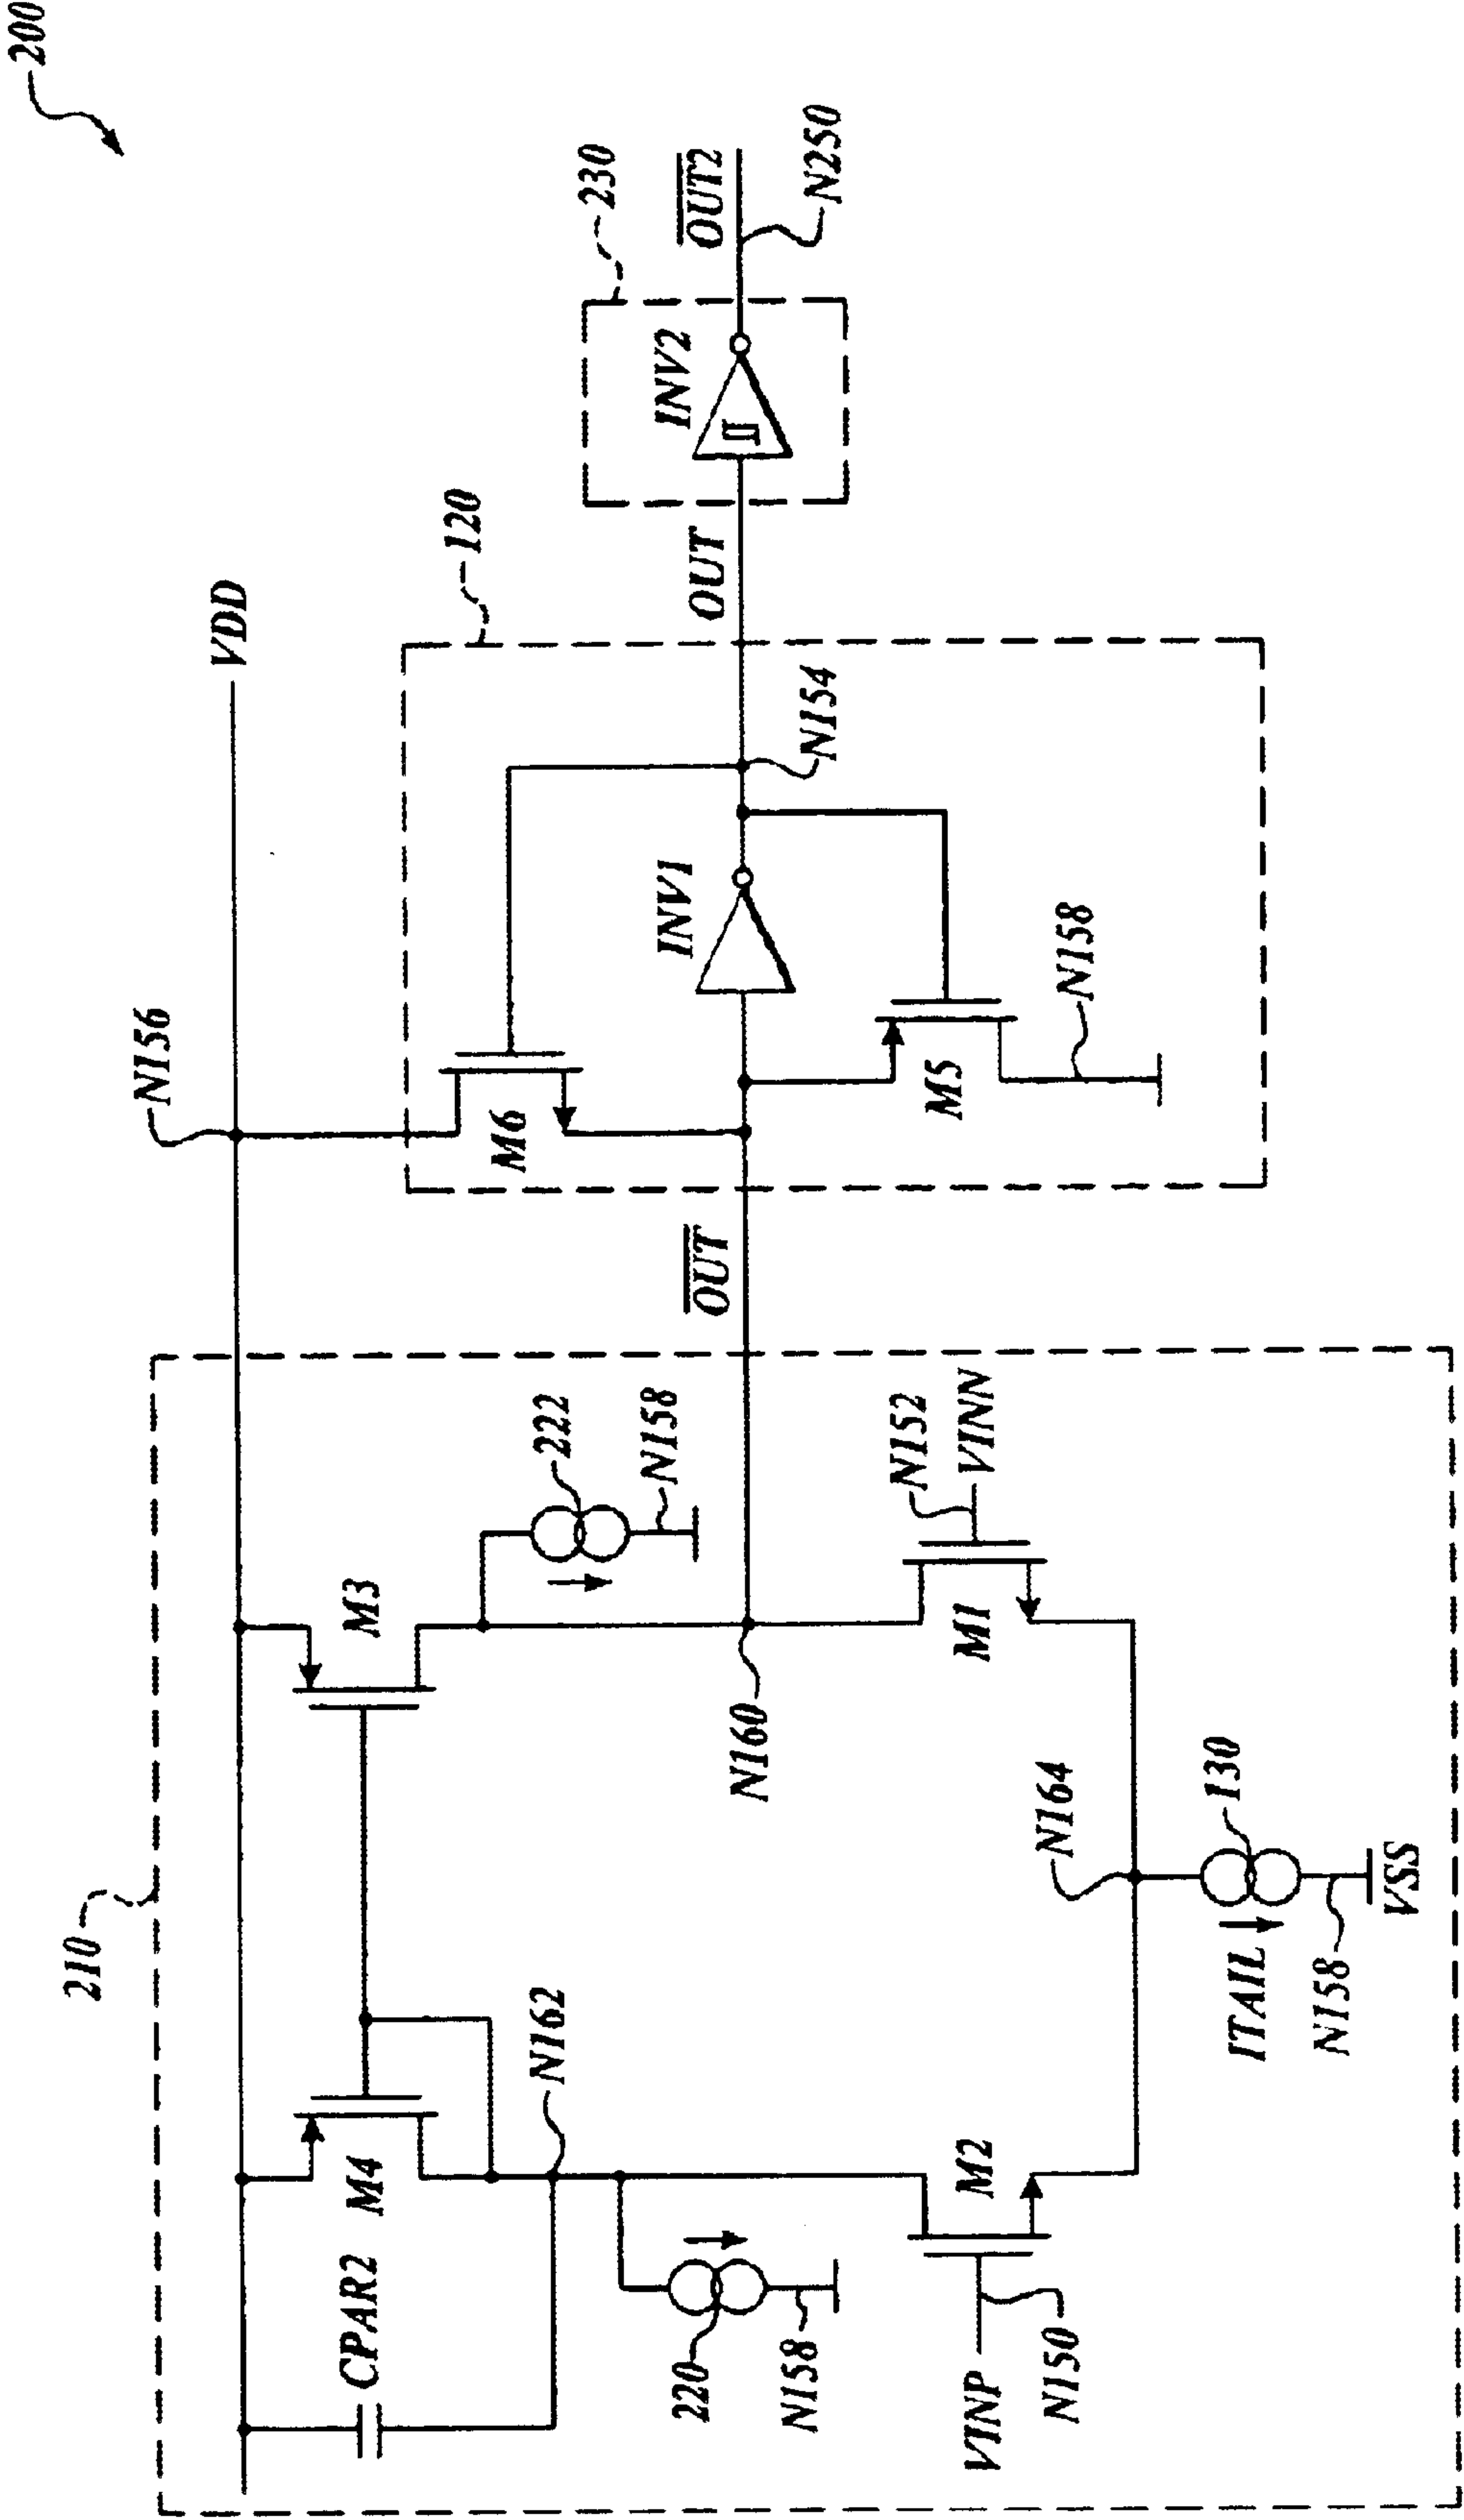 200
N156
VDD
120
230
M6
INV1
OUT
INV2
OUT2
N250
N154
M5
N158
210
CPAR2
M4
M3
222
N158
N162
220
N158
N160
OUT
VINP
N150
M2
M1
N152
VINN
N164
ITAIL
130
N158
VSS